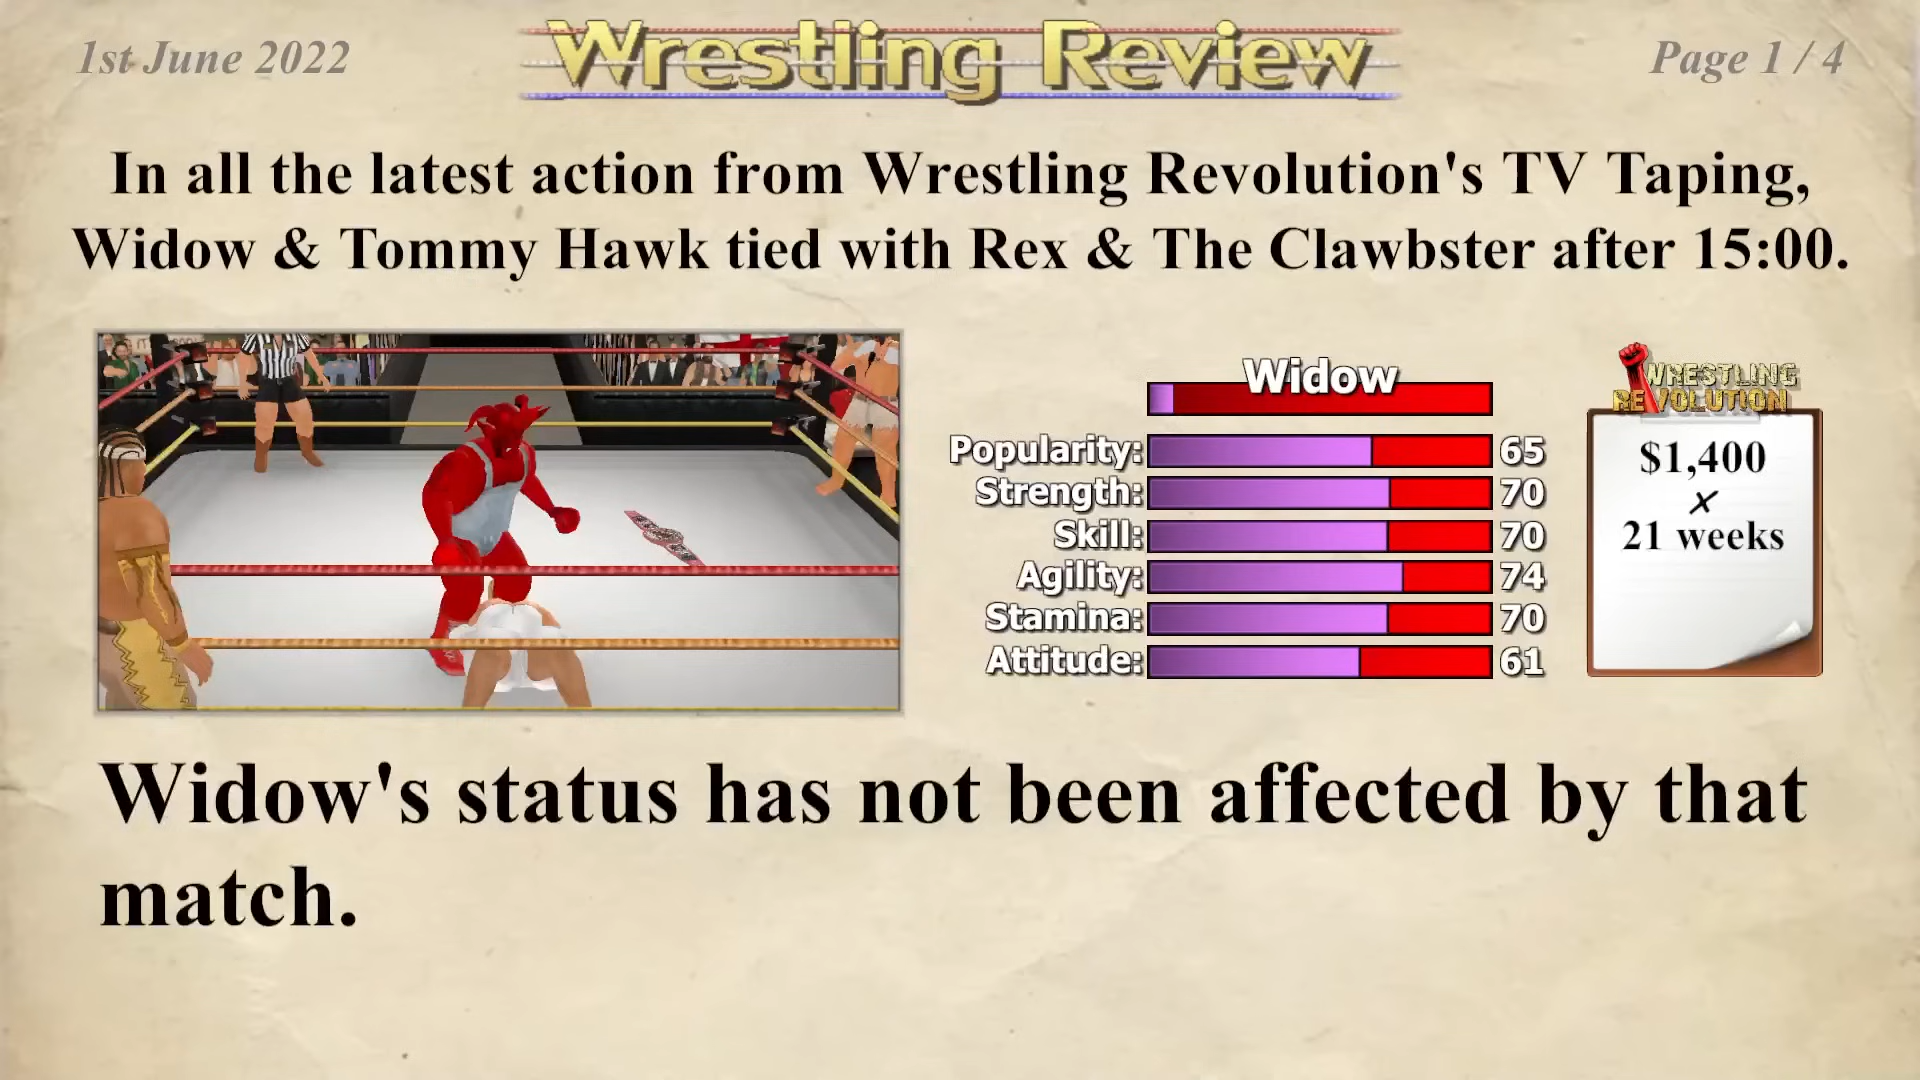 1st June 2022
Wrestling Review
Page 1 / 4
In all the latest action from Wrestling Revolution's TV Taping,
Widow & Tommy Hawk tied with Rex & The Clawbster after 15:00.
Widow
Popularity: 65
Strength: 70
Skill: 70
Agility: 74
Stamina: 70
Attitude: 61
WRESTLING
REVOLUTION
$1,400
x
21 weeks
Widow's status has not been affected by that
match.